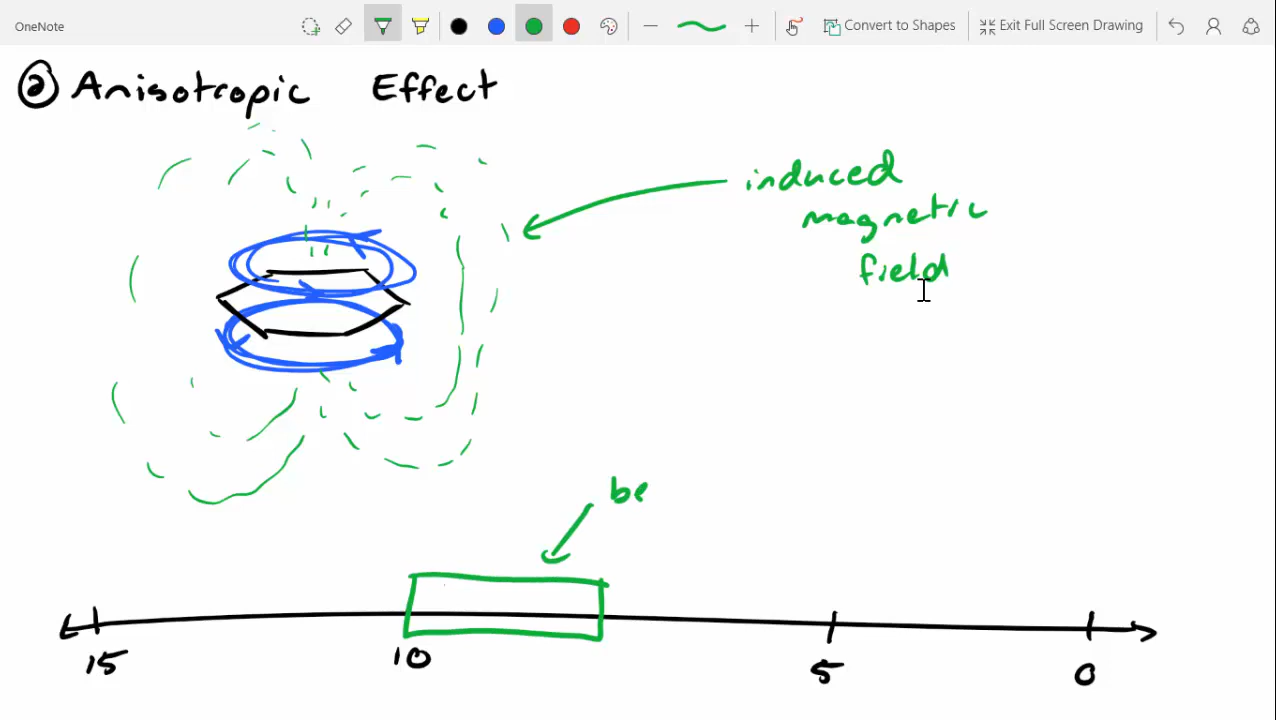 OneNote
Convert to Shapes
Exit Full Screen Drawing
② Anisotropic Effect
induced
magnetic
field
be
15 10 5 0